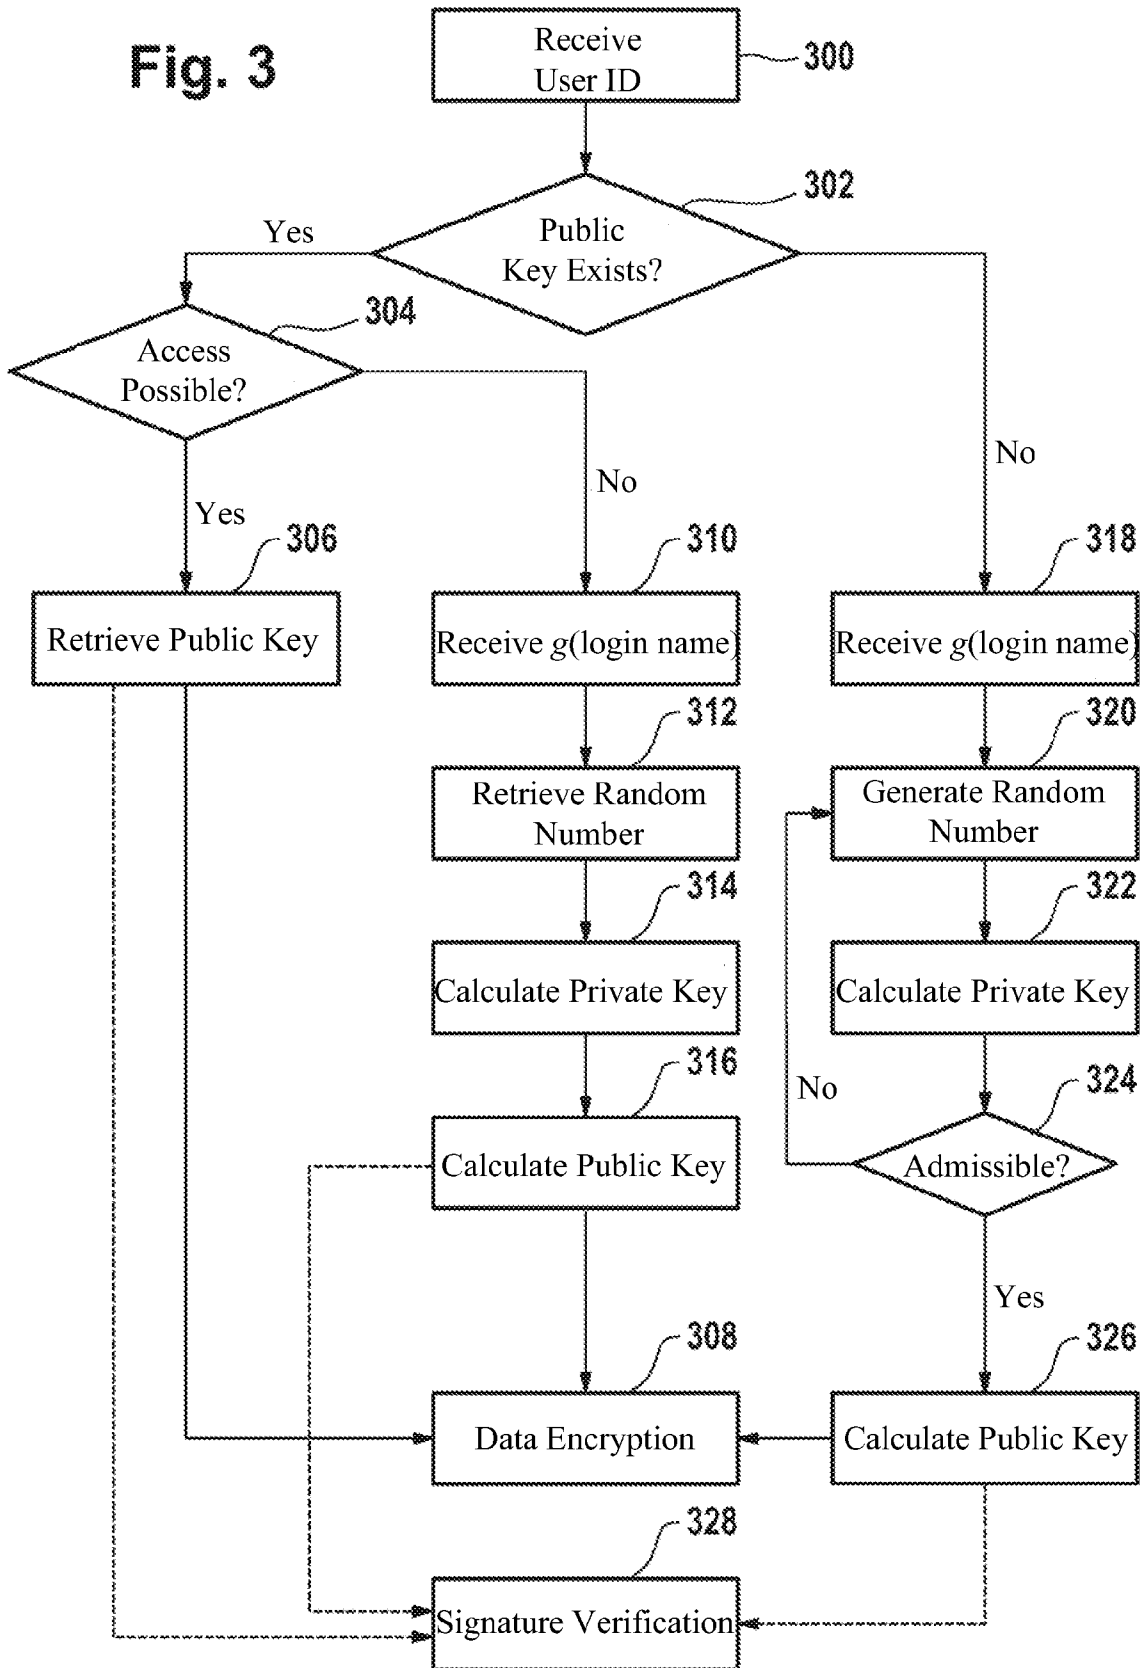 Fig. 3
Receive
User ID
300
302
Public
Key Exists?
Yes
304
Access
Possible?
No
No
Yes
306
310
318
Retrieve Public Key
Receive g(login name)
Receive g(login name)
312
320
Retrieve Random
Number
Generate Random
Number
314
322
Calculate Private Key
Calculate Private Key
316
324
No
Calculate Public Key
Admissible?
Yes
308
326
Data Encryption
Calculate Public Key
328
Signature Verification